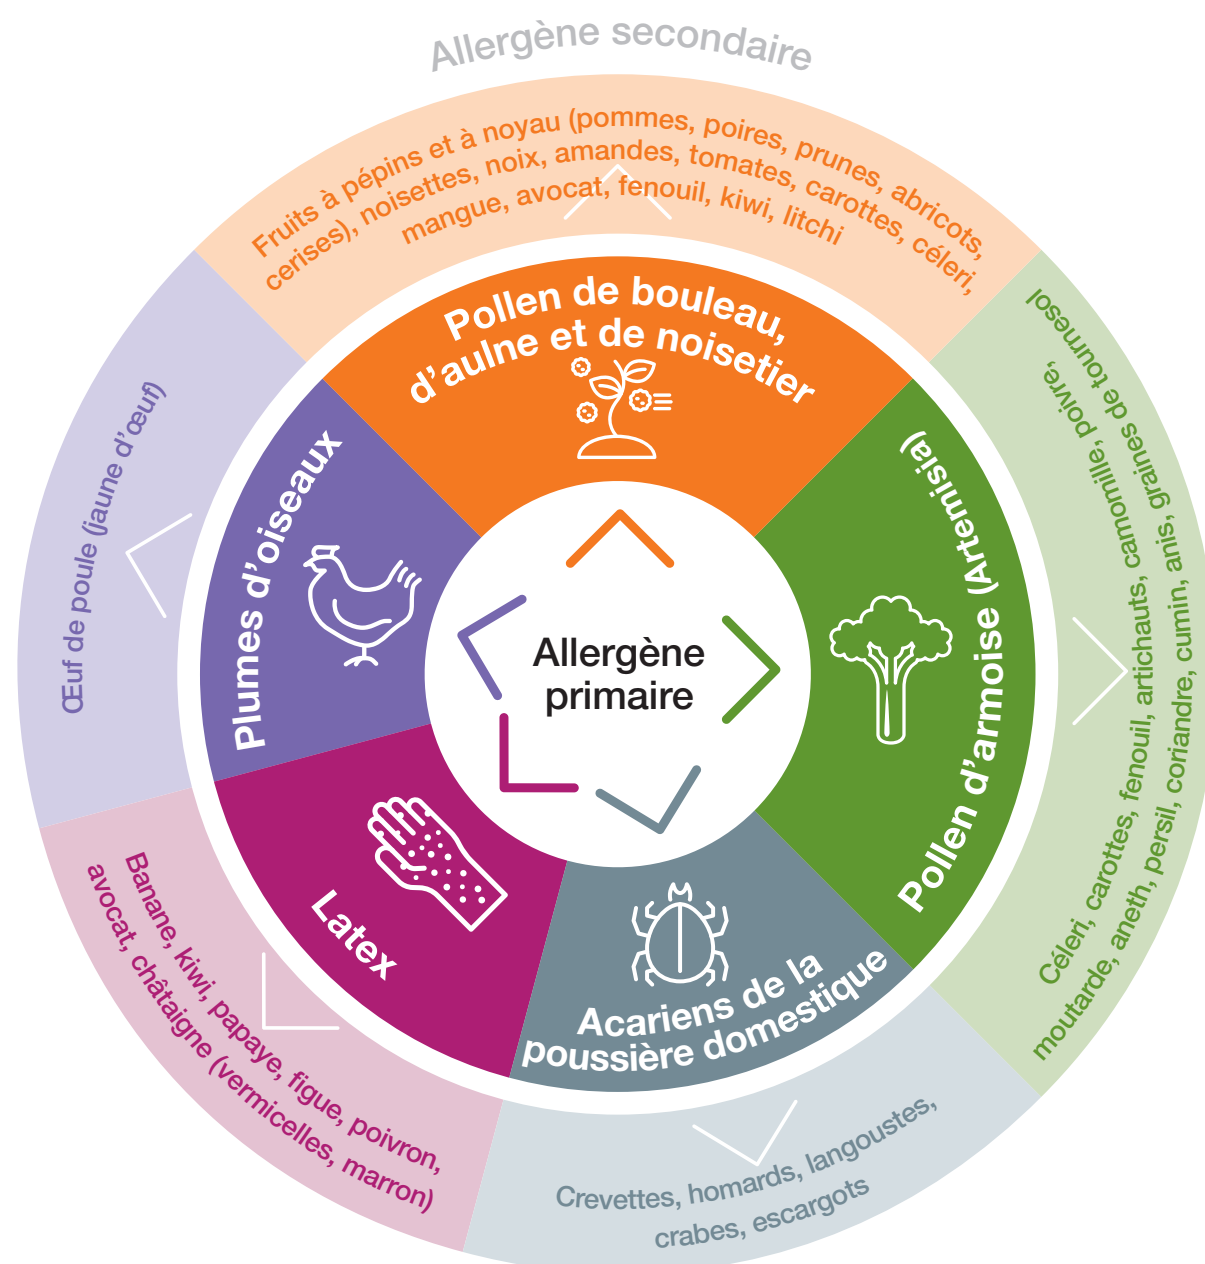 Allergène secondaire
Fruits à pépins et à noyau (pommes, poires, prunes, abricots,
cerises), noisettes, noix, amandes, tomates, carottes, céleri,
mangue, avocat, fenouil, kiwi, litchi
Pollen de bouleau,
d’aulne et de noisetier
Céleri, carottes, fenouil, artichauts, camomille, poivre,
moutarde, aneth, persil, coriandre, cumin, anis, graines de tournesol
Pollen d’armoise (Artemisia)
Allergène
primaire
Œuf de poule (jaune d’œuf)
Plumes d’oiseaux
Latex
Banane, kiwi, papaye, figue, poivron,
avocat, châtaigne (vermicelles, marron)
Acariens de la
poussière domestique
Crevettes, homards, langoustes,
crabes, escargots